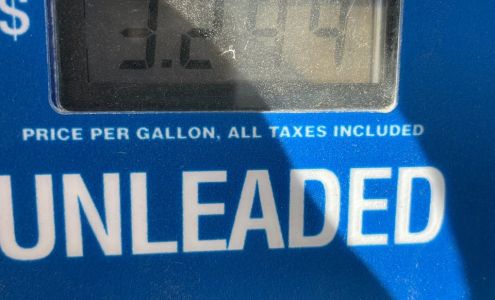 $
PRICE PER GALLON, ALL TAXES INCLUDED
UNLEADED